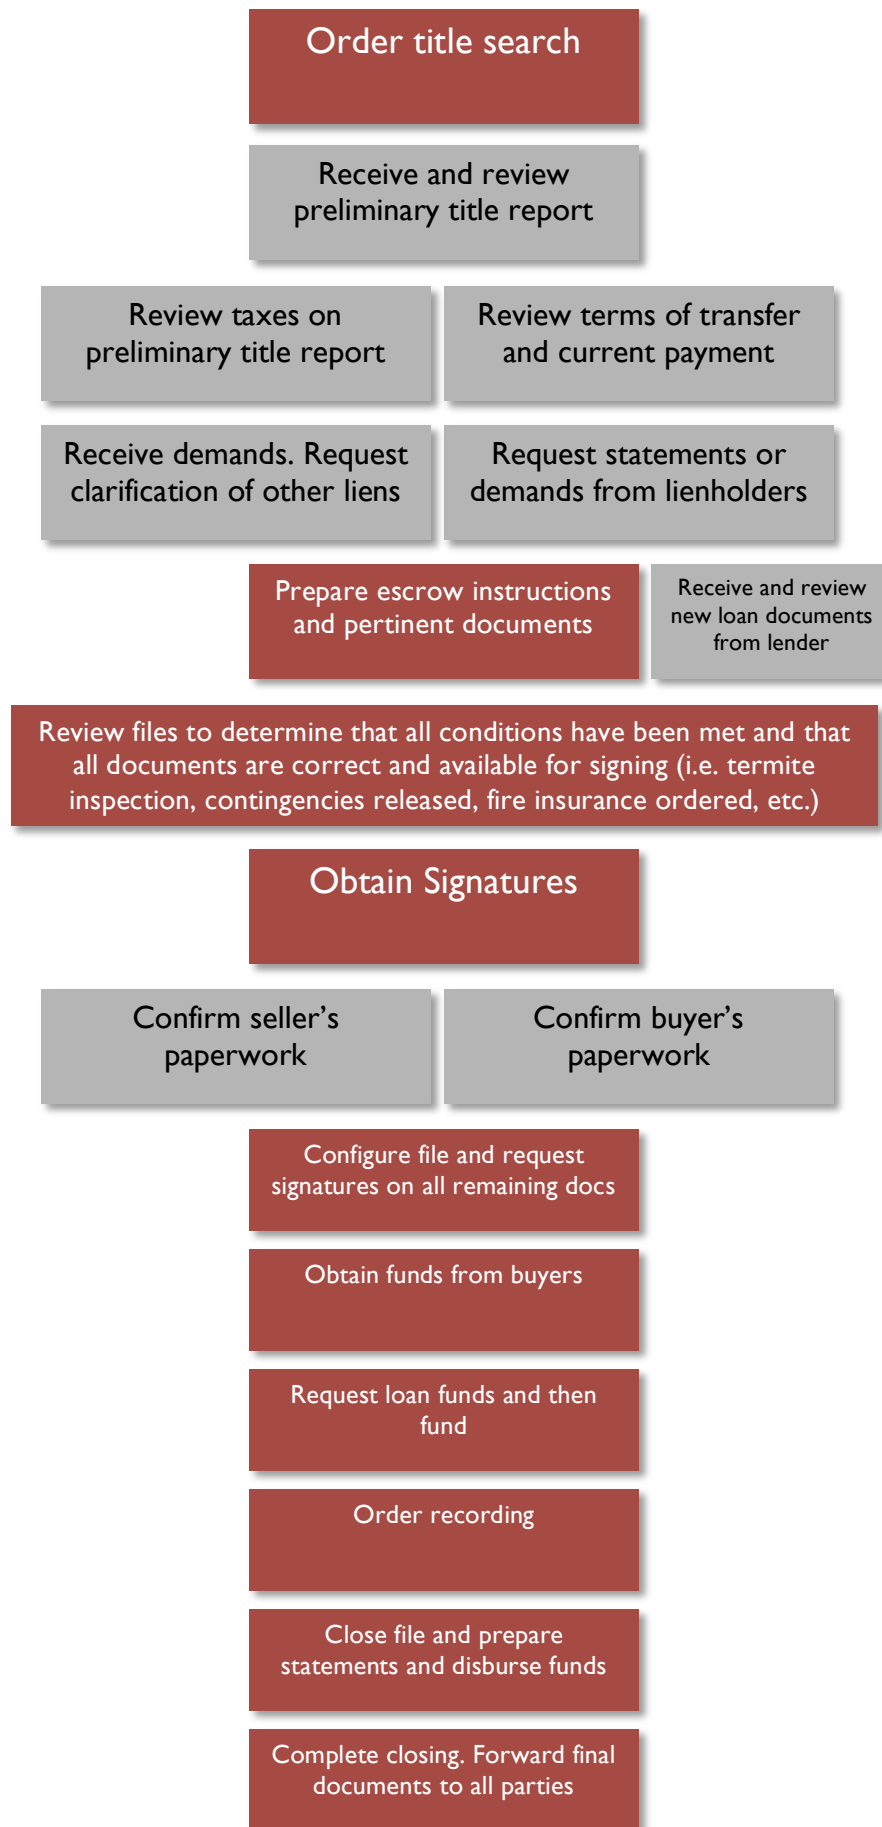 Order title search
Receive and review
preliminary title report
Review taxes on
preliminary title report
Review terms of transfer
and current payment
Receive demands. Request
clarification of other liens
Request statements or
demands from lienholders
Prepare escrow instructions
and pertinent documents
Receive and review
new loan documents
from lender
Review files to determine that all conditions have been met and that
all documents are correct and available for signing (i.e. termite
inspection, contingencies released, fire insurance ordered, etc.)
Obtain Signatures
Confirm seller’s
paperwork
Confirm buyer’s
paperwork
Configure file and request
signatures on all remaining docs
Obtain funds from buyers
Request loan funds and then
fund
Order recording
Close file and prepare
statements and disburse funds
Complete closing. Forward final
documents to all parties